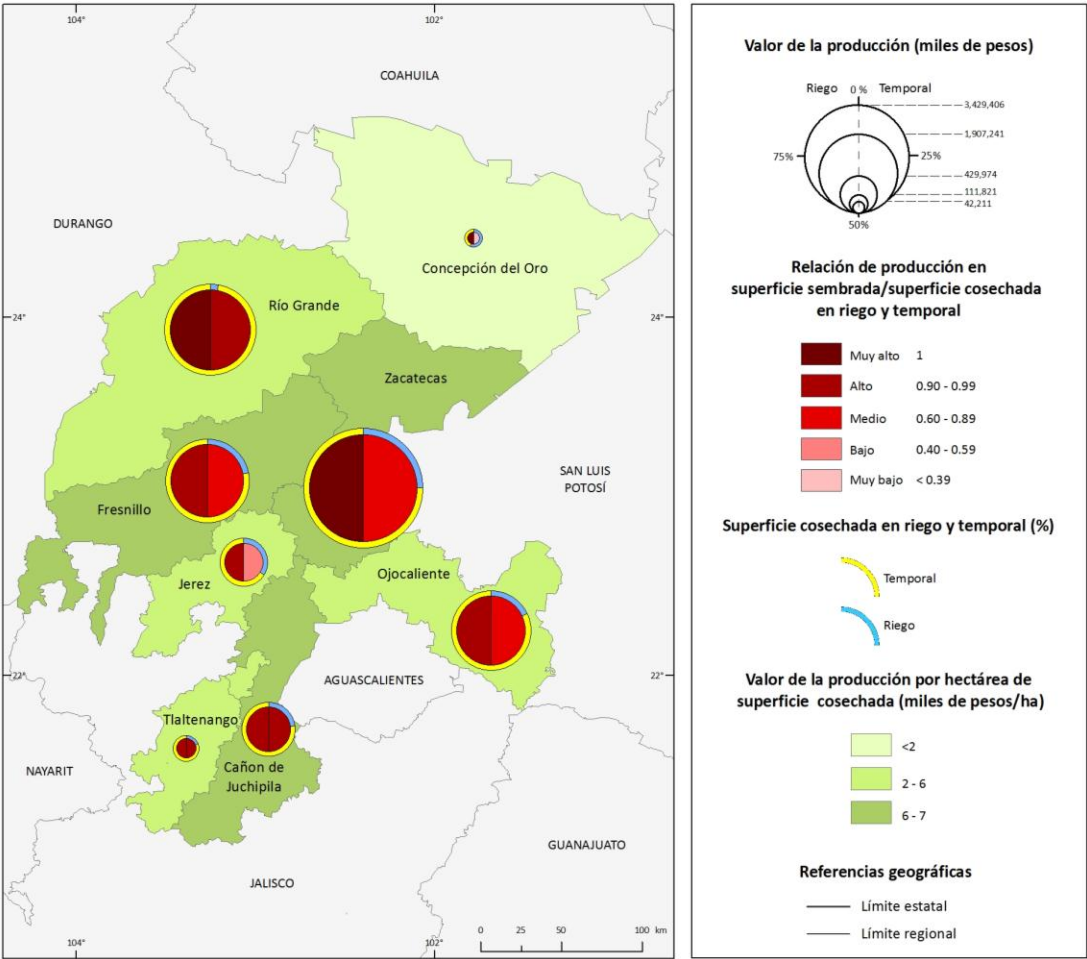 104°
102°
COAHUILA
DURANGO
Concepción del Oro
Río Grande
24°
24°
Zacatecas
SAN LUIS
POTOSÍ
Fresnillo
Ojocaliente
Jerez
22°
22°
AGUASCALIENTES
Tlaltenango
NAYARIT
Cañon de
Juchipila
GUANAJUATO
JALISCO
0 25 50 100 km
104°
102°
Valor de la producción (miles de pesos)
Riego 0 % Temporal
3,429,406
1,907,241
75%
25%
429,974
111,821
42,211
50%
Relación de producción en
superficie sembrada/superficie cosechada
en riego y temporal
Muy alto 1
Alto 0.90 - 0.99
Medio 0.60 - 0.89
Bajo 0.40 - 0.59
Muy bajo < 0.39
Superficie cosechada en riego y temporal (%)
Temporal
Riego
Valor de la producción por hectárea de
superficie cosechada (miles de pesos/ha)
<2
2 - 6
6 - 7
Referencias geográficas
Límite estatal
Límite regional